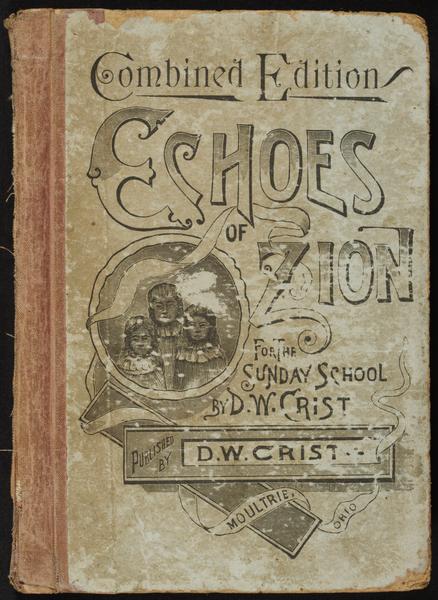 Combined Edition
ECHOES
OF
ZION
FOR THE
SUNDAY SCHOOL
BY D. W. CRIST
PUBLISHED
BY
D. W. CRIST
MOULTRIE,
OHIO